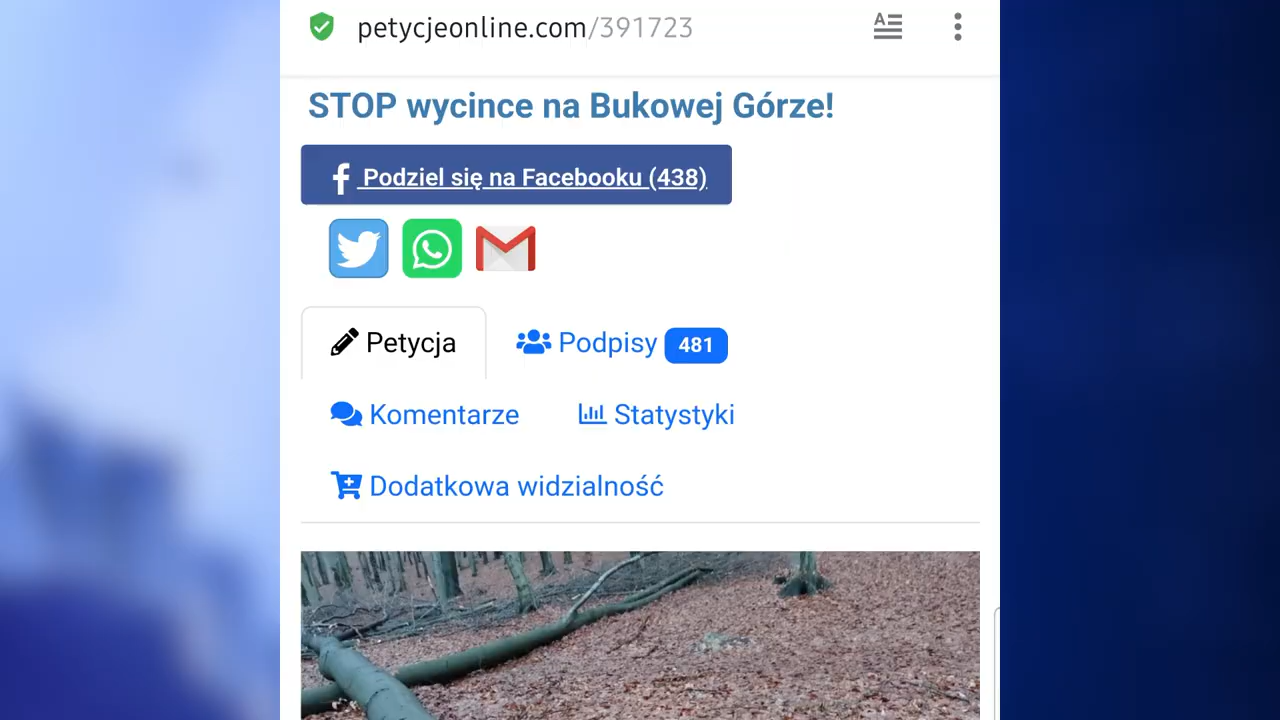 petycjeonline.com/391723
STOP wycince na Bukowej Górze!
Podziel się na Facebooku (438)
Petycja
Podpisy 481
Komentarze
Statystyki
Dodatkowa widzialność